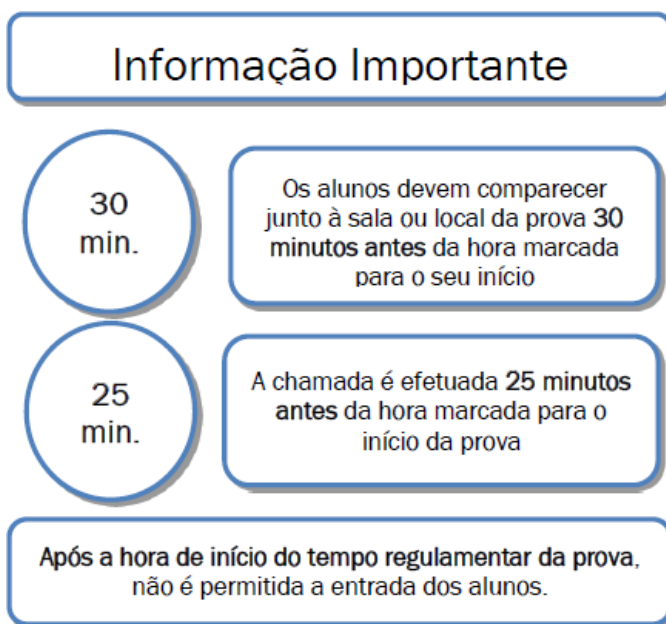 Informação Importante
30
min.
Os alunos devem comparecer
junto à sala ou local da prova 30
minutos antes da hora marcada
para o seu início
25
min.
A chamada é efetuada 25 minutos
antes da hora marcada para o
início da prova
Após a hora de início do tempo regulamentar da prova,
não é permitida a entrada dos alunos.